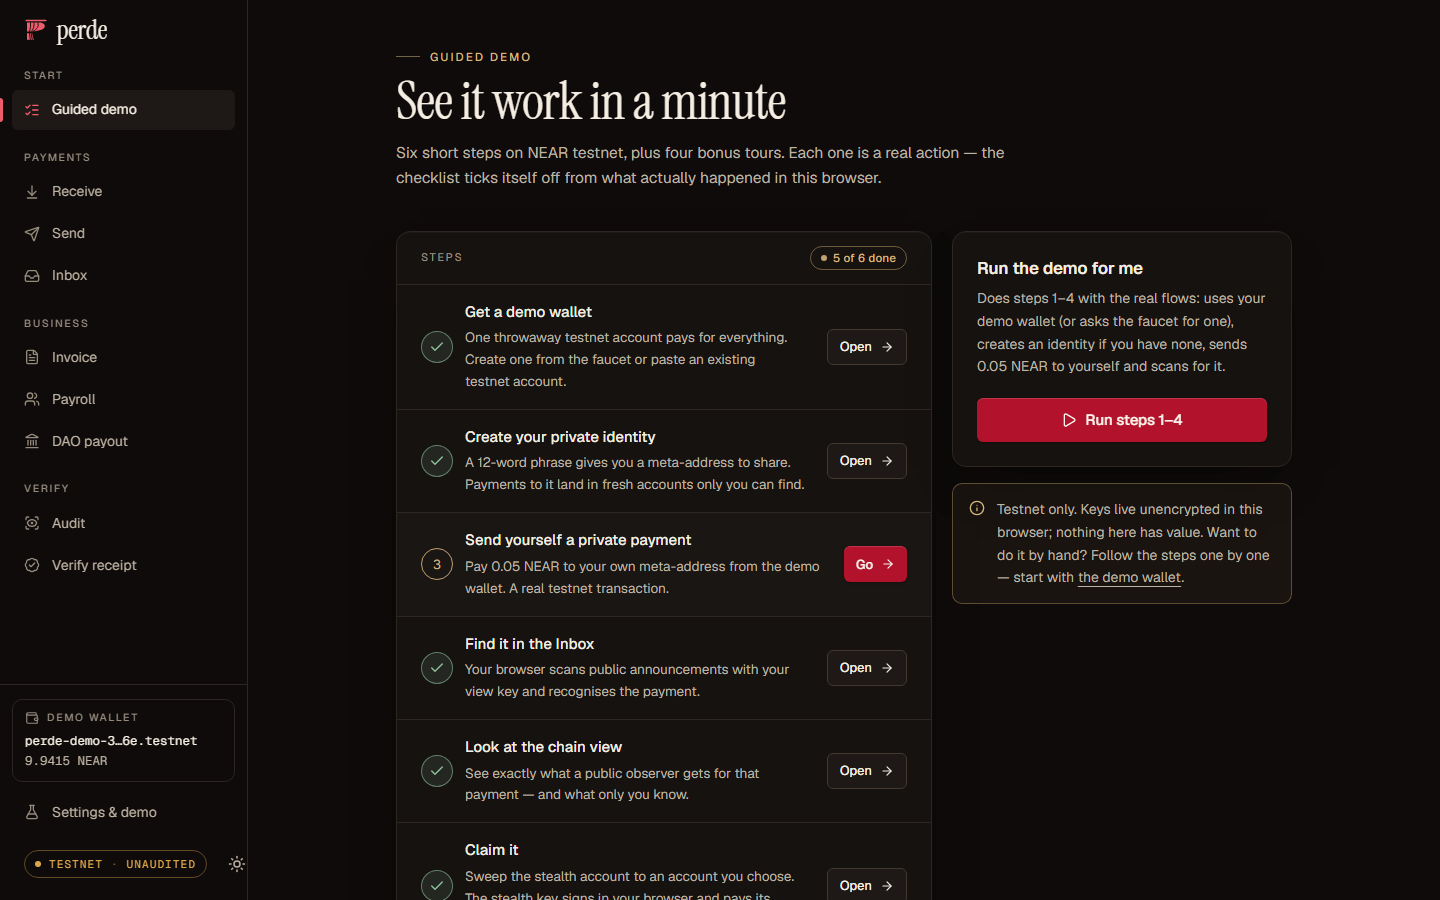 perde
START
Guided demo
PAYMENTS
Receive
Send
Inbox
BUSINESS
Invoice
Payroll
DAO payout
VERIFY
Audit
Verify receipt
DEMO WALLET
perde-demo-3…6e.testnet
9.9415 NEAR
Settings & demo
TESTNET · UNAUDITED
GUIDED DEMO
See it work in a minute
Six short steps on NEAR testnet, plus four bonus tours. Each one is a real action — the
checklist ticks itself off from what actually happened in this browser.
STEPS
5 of 6 done
Get a demo wallet
One throwaway testnet account pays for everything.
Create one from the faucet or paste an existing
testnet account.
Open
Create your private identity
A 12-word phrase gives you a meta-address to share.
Payments to it land in fresh accounts only you can find.
Open
3
Send yourself a private payment
Pay 0.05 NEAR to your own meta-address from the demo
wallet. A real testnet transaction.
Go
Find it in the Inbox
Your browser scans public announcements with your
view key and recognises the payment.
Open
Look at the chain view
See exactly what a public observer gets for that
payment — and what only you know.
Open
Claim it
Sweep the stealth account to an account you choose.
The stealth key signs in your browser and pays its
Open
Run the demo for me
Does steps 1–4 with the real flows: uses your
demo wallet (or asks the faucet for one),
creates an identity if you have none, sends
0.05 NEAR to yourself and scans for it.
Run steps 1–4
Testnet only. Keys live unencrypted in this
browser; nothing here has value. Want to
do it by hand? Follow the steps one by one
— start with the demo wallet.